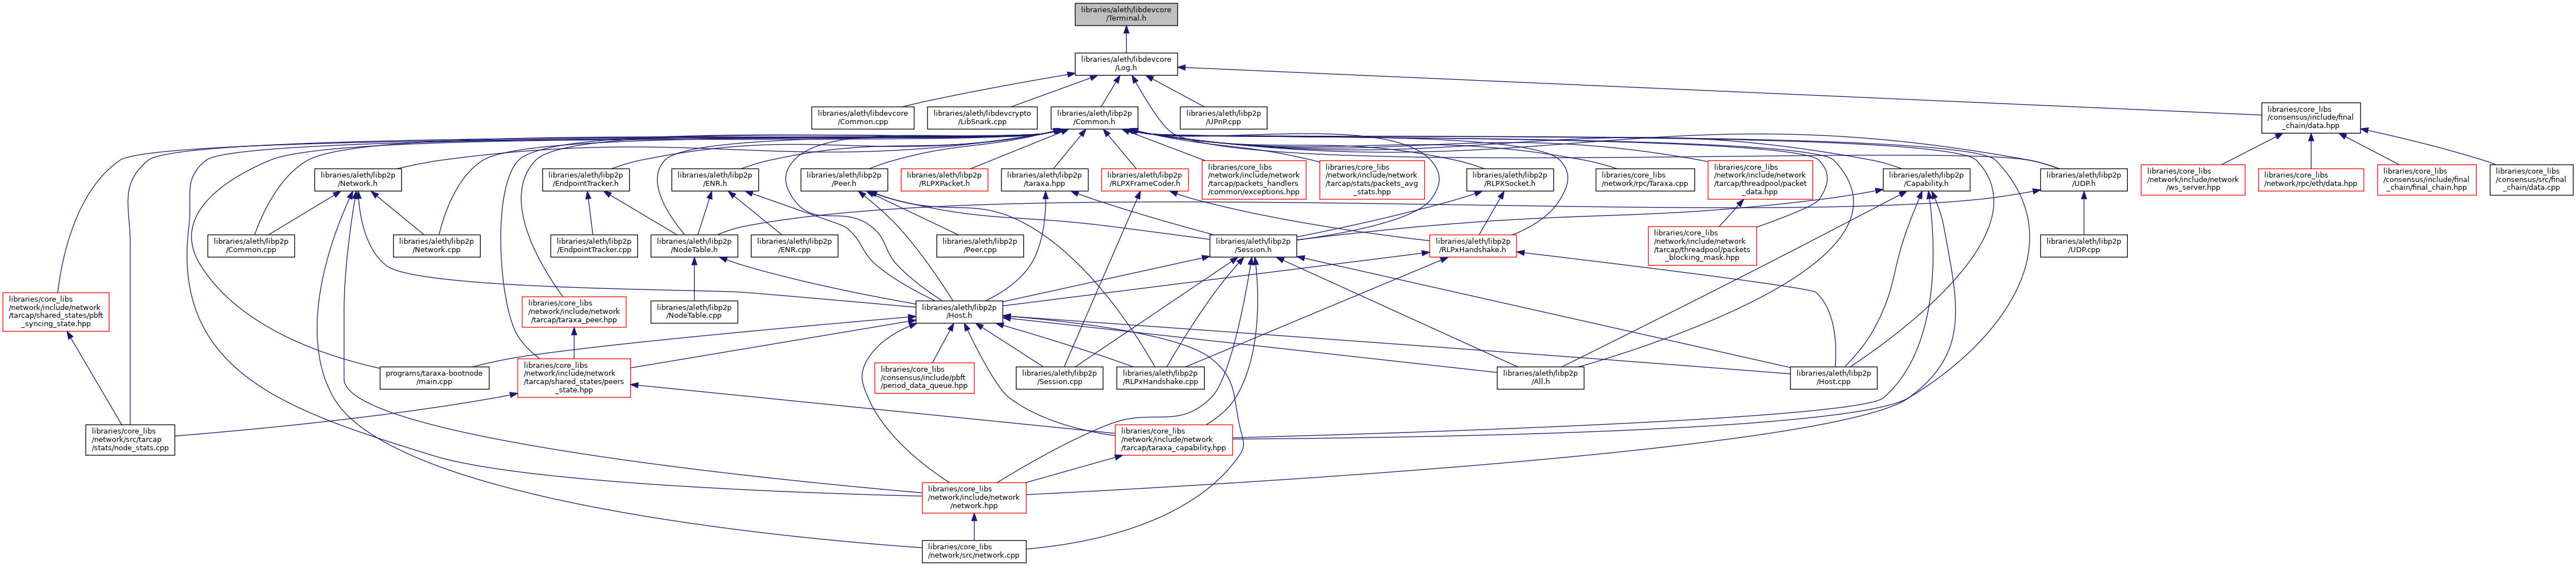 libraries/aleth/libdevcore
/Terminal.h
libraries/aleth/libdevcore
/Log.h
libraries/aleth/libdevcore
/Common.cpp
libraries/aleth/libdevcrypto
/LibSnark.cpp
libraries/aleth/libp2p
/Common.h
libraries/aleth/libp2p
/UPnP.cpp
libraries/core_libs
/consensus/include/final
_chain/data.hpp
libraries/aleth/libp2p
/Network.h
libraries/aleth/libp2p
/EndpointTracker.h
libraries/aleth/libp2p
/ENR.h
libraries/aleth/libp2p
/Peer.h
libraries/aleth/libp2p
/RLPXPacket.h
libraries/aleth/libp2p
/taraxa.hpp
libraries/aleth/libp2p
/RLPXFrameCoder.h
libraries/core_libs
/network/include/network
/tarcap/packets_handlers
/common/exceptions.hpp
libraries/core_libs
/network/include/network
/tarcap/stats/packets_avg
_stats.hpp
libraries/aleth/libp2p
/RLPXSocket.h
libraries/core_libs
/network/rpc/Taraxa.cpp
libraries/core_libs
/network/include/network
/tarcap/threadpool/packet
_data.hpp
libraries/aleth/libp2p
/Capability.h
libraries/aleth/libp2p
/UDP.h
libraries/core_libs
/network/include/network
/ws_server.hpp
libraries/core_libs
/network/rpc/eth/data.hpp
libraries/core_libs
/consensus/include/final
_chain/final_chain.hpp
libraries/core_libs
/consensus/src/final
_chain/data.cpp
libraries/aleth/libp2p
/Common.cpp
libraries/aleth/libp2p
/Network.cpp
libraries/aleth/libp2p
/EndpointTracker.cpp
libraries/aleth/libp2p
/NodeTable.h
libraries/aleth/libp2p
/ENR.cpp
libraries/aleth/libp2p
/Peer.cpp
libraries/aleth/libp2p
/Session.h
libraries/aleth/libp2p
/RLPxHandshake.h
libraries/core_libs
/network/include/network
/tarcap/threadpool/packets
_blocking_mask.hpp
libraries/aleth/libp2p
/UDP.cpp
libraries/core_libs
/network/include/network
/tarcap/shared_states/pbft
_syncing_state.hpp
libraries/core_libs
/network/include/network
/tarcap/taraxa_peer.hpp
libraries/aleth/libp2p
/NodeTable.cpp
libraries/aleth/libp2p
/Host.h
programs/taraxa-bootnode
/main.cpp
libraries/core_libs
/network/include/network
/tarcap/shared_states/peers
_state.hpp
libraries/core_libs
/consensus/include/pbft
/period_data_queue.hpp
libraries/aleth/libp2p
/Session.cpp
libraries/aleth/libp2p
/RLPxHandshake.cpp
libraries/aleth/libp2p
/All.h
libraries/aleth/libp2p
/Host.cpp
libraries/core_libs
/network/src/tarcap
/stats/node_stats.cpp
libraries/core_libs
/network/include/network
/tarcap/taraxa_capability.hpp
libraries/core_libs
/network/include/network
/network.hpp
libraries/core_libs
/network/src/network.cpp